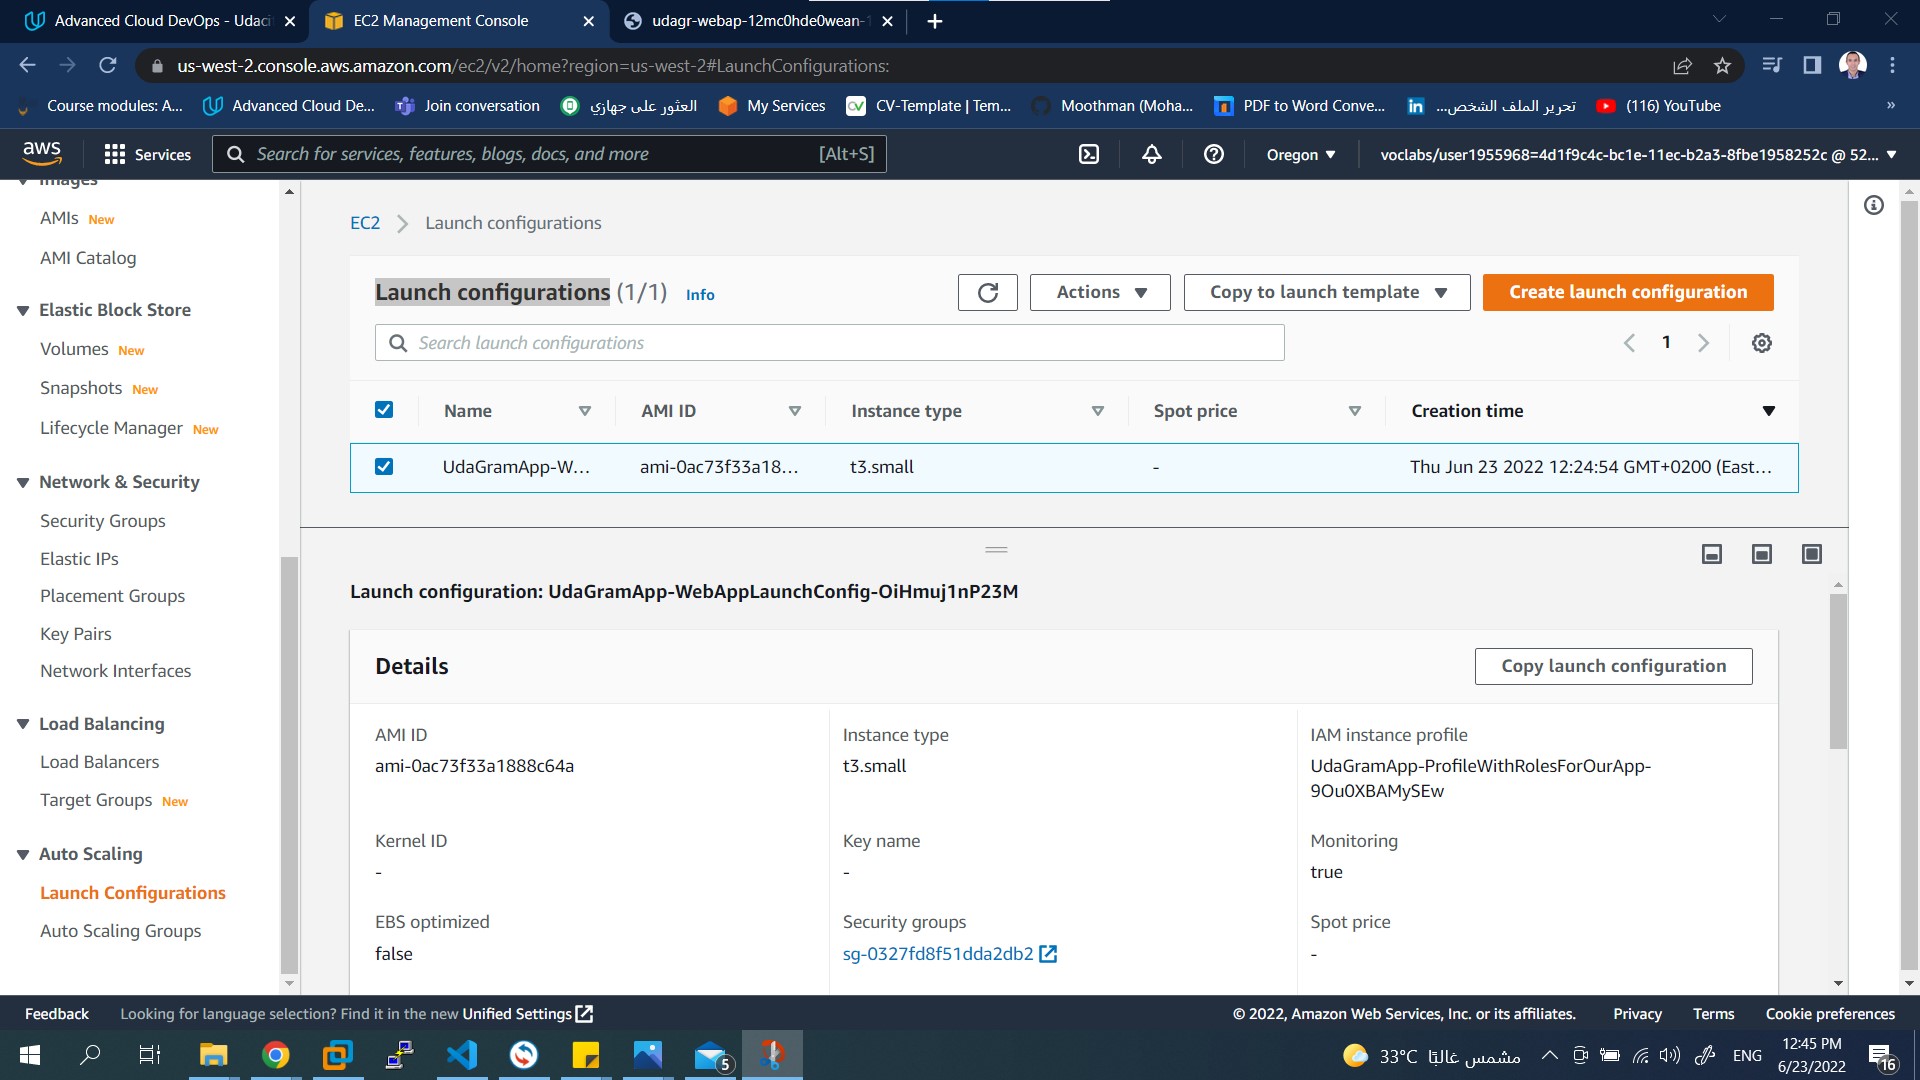 Advanced Cloud DevOps - Udaci
EC2 Management Console
udagr-webap-12mc0hde0wean-1
us-west-2.console.aws.amazon.com/ec2/v2/home?region=us-west-2#LaunchConfigurations:
Course modules: A...
Advanced Cloud De...
Join conversation
العثور على جهازي
My Services
CV-Template | Tem...
Moothman (Moha...
PDF to Word Conve...
تحرير الملف الشخص...
(116) YouTube
»
aws
Services
Search for services, features, blogs, docs, and more
[Alt+S]
Oregon
voclabs/user1955968=4d1f9c4c-bc1e-11ec-b2a3-8fbe1958252c @ 52...
Images
AMIs New
AMI Catalog
Elastic Block Store
Volumes New
Snapshots New
Lifecycle Manager New
Network & Security
Security Groups
Elastic IPs
Placement Groups
Key Pairs
Network Interfaces
Load Balancing
Load Balancers
Target Groups New
Auto Scaling
Launch Configurations
Auto Scaling Groups
EC2 > Launch configurations
Launch configurations (1/1) Info
Actions
Copy to launch template
Create launch configuration
Search launch configurations
1
Name
AMI ID
Instance type
Spot price
Creation time
UdaGramApp-W...
ami-0ac73f33a18...
t3.small
-
Thu Jun 23 2022 12:24:54 GMT+0200 (East...
Launch configuration: UdaGramApp-WebAppLaunchConfig-OiHmuj1nP23M
Details
Copy launch configuration
AMI ID
ami-0ac73f33a1888c64a
Instance type
t3.small
IAM instance profile
UdaGramApp-ProfileWithRolesForOurApp-
9Ou0XBAMySEw
Kernel ID
-
Key name
-
Monitoring
true
EBS optimized
false
Security groups
sg-0327fd8f51dda2db2
Spot price
-
Feedback
Looking for language selection? Find it in the new Unified Settings
© 2022, Amazon Web Services, Inc. or its affiliates.
Privacy
Terms
Cookie preferences
5
33°C مشمس غالبًا
ENG
12:45 PM
6/23/2022
16